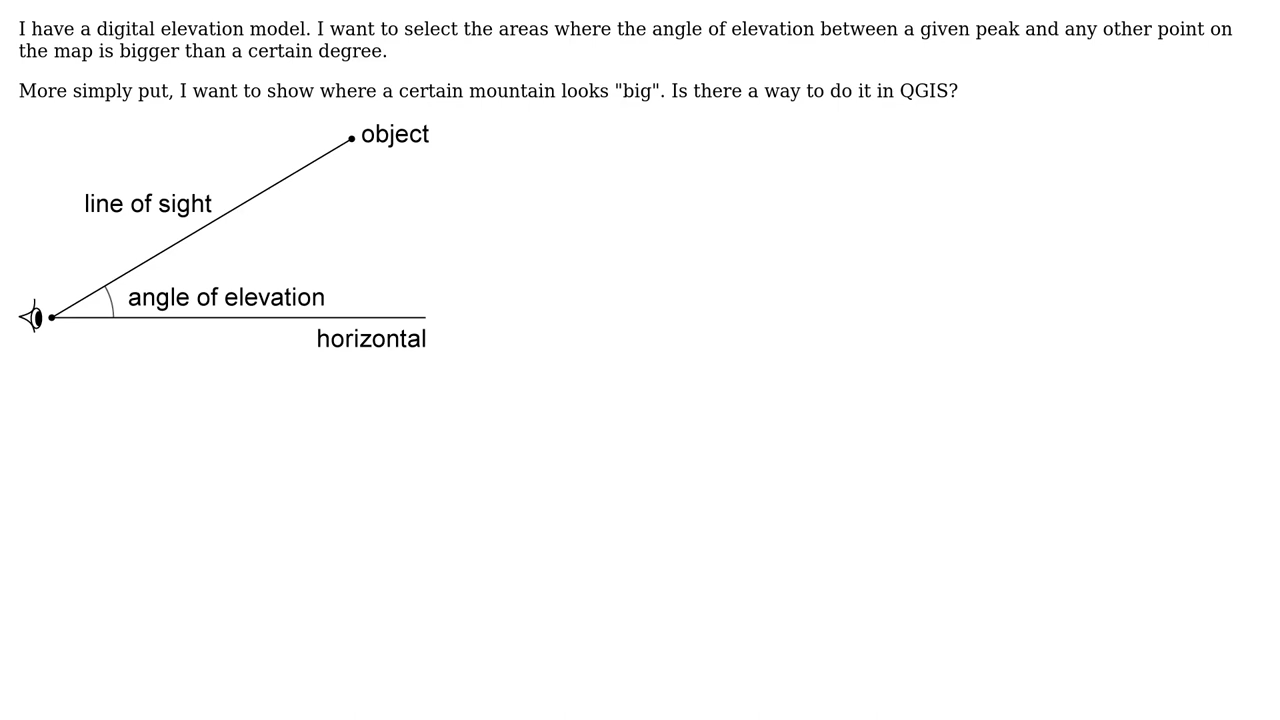 I have a digital elevation model. I want to select the areas where the angle of elevation between a given peak and any other point on
the map is bigger than a certain degree.
More simply put, I want to show where a certain mountain looks "big". Is there a way to do it in QGIS?
object
line of sight
angle of elevation
horizontal